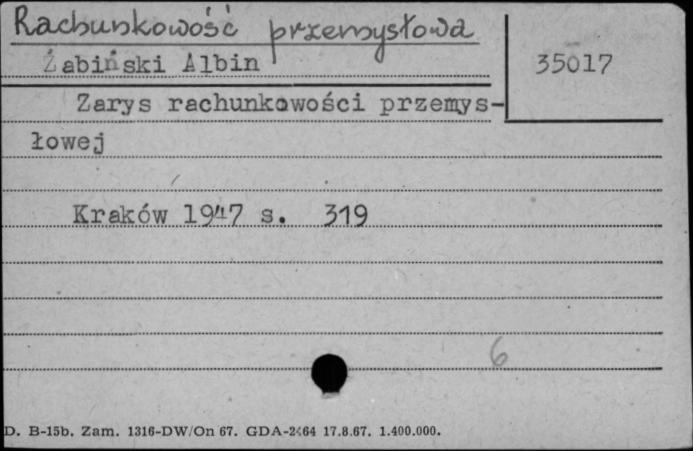 Rachunkowość przemysłowa
Żabiński Albin
35017
Zarys rachunkowości przemys-
łowej
Kraków 1947 s. 319
6
D. B-15b. Zam. 1316-DW/On 67. GDA-2464 17.8.67. 1.400.000.